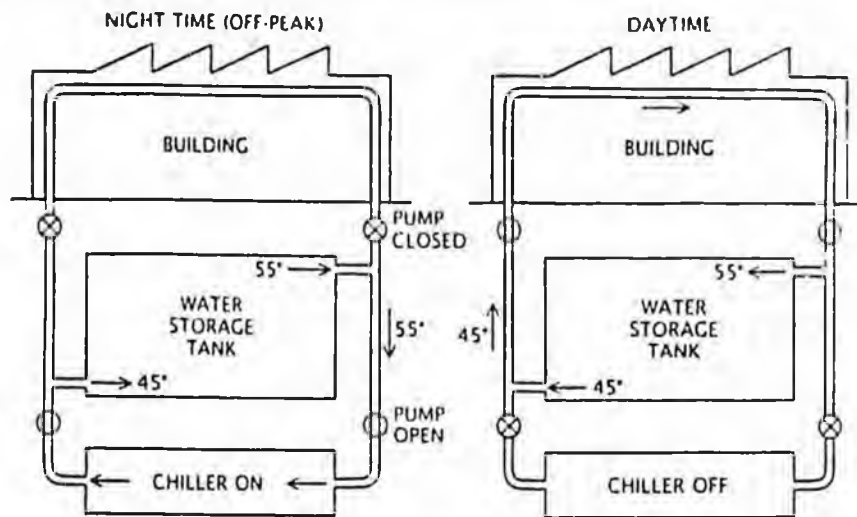 NIGHT TIME (OFF-PEAK)
BUILDING
PUMP
CLOSED
55°
WATER
STORAGE
TANK
55°
45°
PUMP
OPEN
CHILLER ON
DAYTIME
BUILDING
55°
WATER
STORAGE
TANK
45°
45°
CHILLER OFF